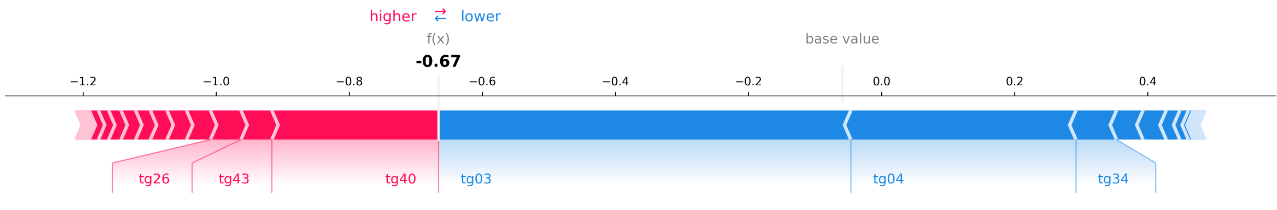 higher ⇄ lower
f(x) base value
-0.67
−1.2 −1.0 −0.8 −0.6 −0.4 −0.2 0.0 0.2 0.4
tg26 tg43 tg40 tg03 tg04 tg34